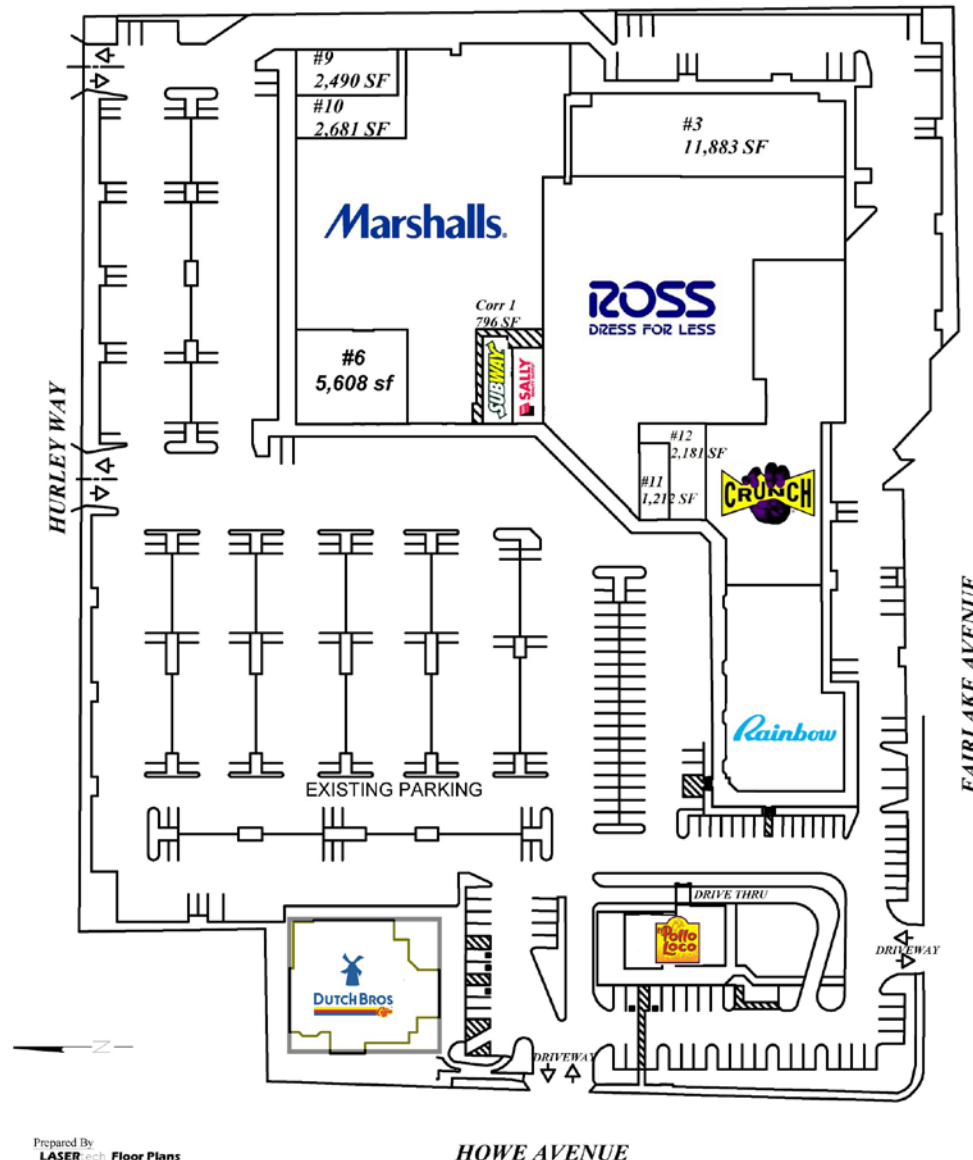 #9
2,490 SF
#10
2,681 SF
#3
11,883 SF
Marshalls.
ROSS
DRESS FOR LESS
Corr 1
796 SF
#6
5,608 sf
SUBWAY
SALLY
#12
2,181 SF
#11
1,212 SF
CRUNCH
HURLEY WAY
FAIRLAKE AVENUE
Rainbow
EXISTING PARKING
DRIVE THRU
Pollo
Loco
DRIVEWAY
DUTCH BROS
N
DRIVEWAY
Prepared By
LASERtech Floor Plans
HOWE AVENUE